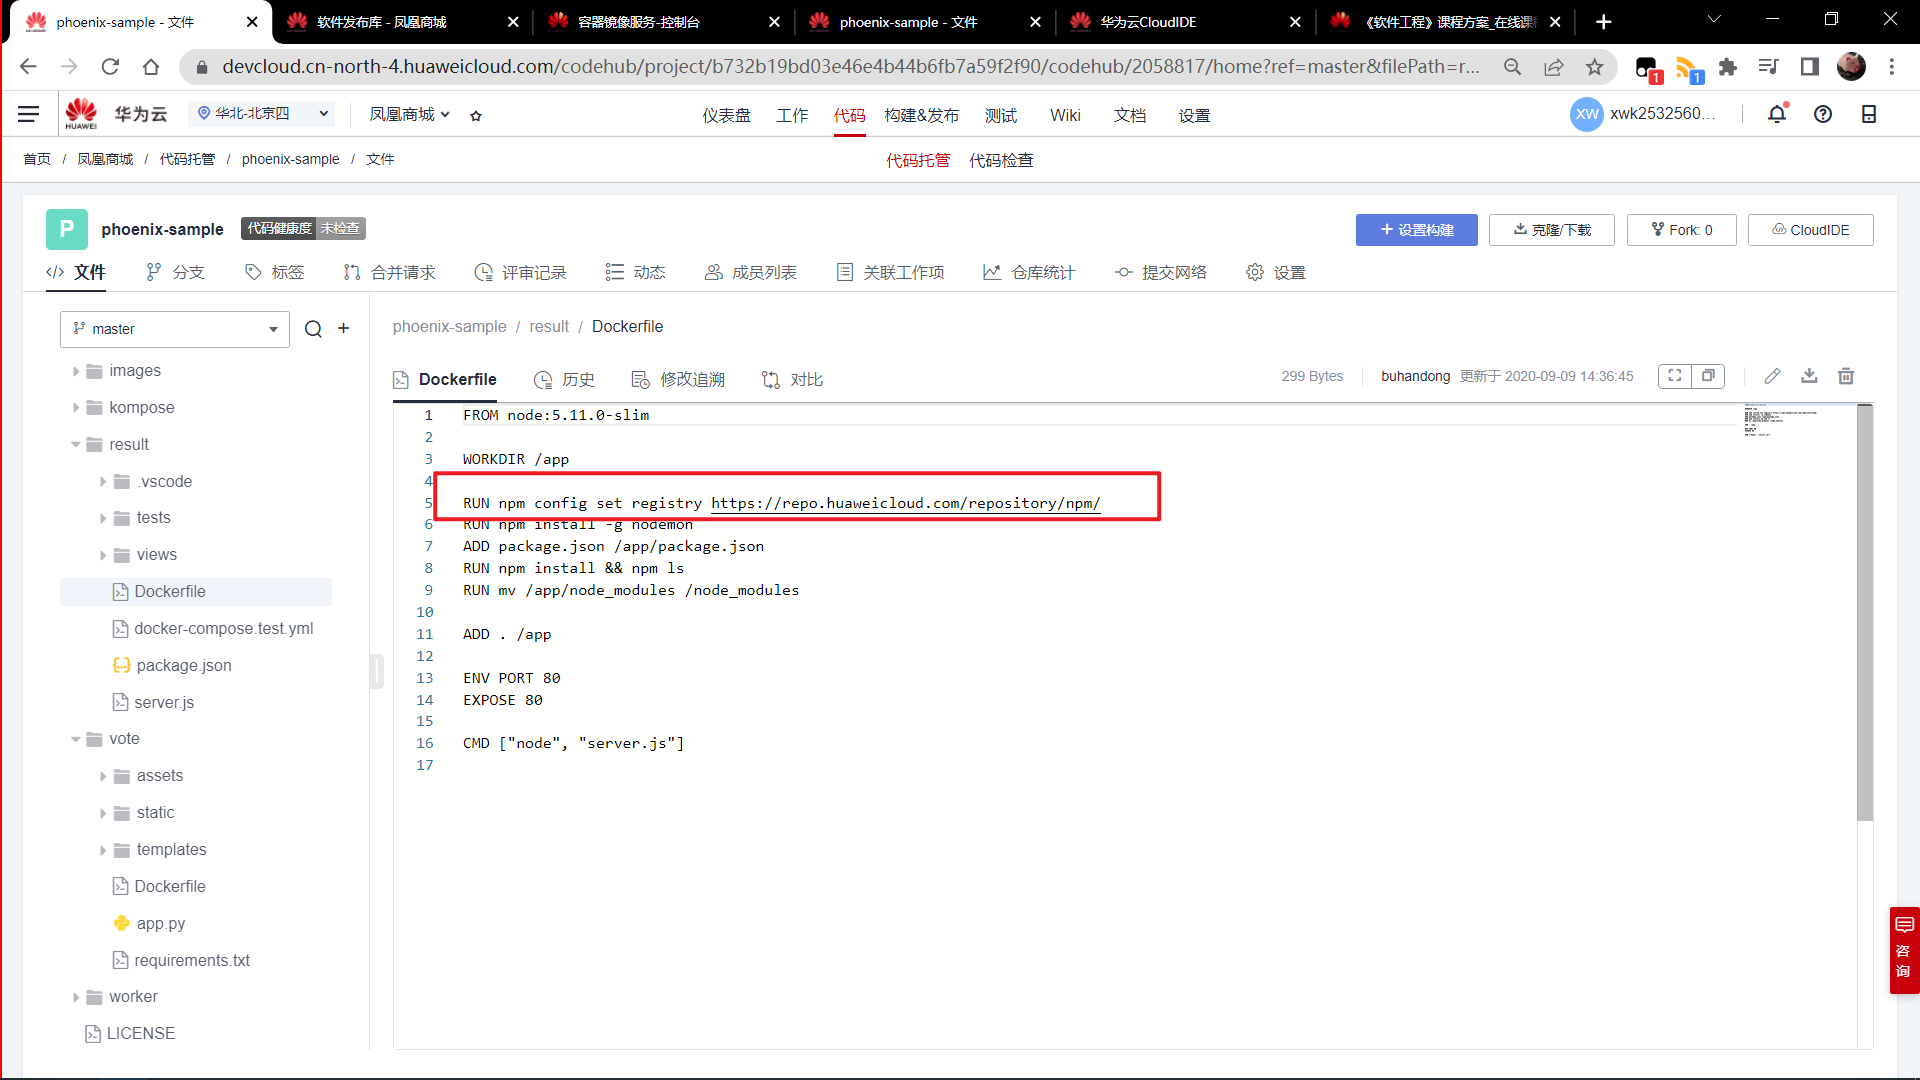 phoenix-sample - 文件
软件发布库 - 凤凰商城
容器镜像服务-控制台
phoenix-sample - 文件
华为云CloudIDE
《软件工程》课程方案_在线课
devcloud.cn-north-4.huaweicloud.com/codehub/project/b732b19bd03e46e4b44b6fb7a59f2f90/codehub/2058817/home?ref=master&filePath=r...
1
1
HUAWEI
华为云
华北-北京四
凤凰商城
仪表盘
工作
代码
构建&发布
测试
Wiki
文档
设置
XW
xwk2532560...
首页 / 凤凰商城 / 代码托管 / phoenix-sample / 文件
代码托管
代码检查
P
phoenix-sample
代码健康度 未检查
+ 设置构建
克隆/下载
Fork: 0
CloudIDE
文件
分支
标签
合并请求
评审记录
动态
成员列表
关联工作项
仓库统计
提交网络
设置
master
phoenix-sample / result / Dockerfile
images
kompose
result
.vscode
tests
views
Dockerfile
docker-compose.test.yml
package.json
server.js
vote
assets
static
templates
Dockerfile
app.py
requirements.txt
worker
LICENSE
Dockerfile
历史
修改追溯
对比
299 Bytes
buhandong 更新于 2020-09-09 14:36:45
1 FROM node:5.11.0-slim
2
3 WORKDIR /app
4
5 RUN npm config set registry https://repo.huaweicloud.com/repository/npm/
6 RUN npm install -g nodemon
7 ADD package.json /app/package.json
8 RUN npm install && npm ls
9 RUN mv /app/node_modules /node_modules
10
11 ADD . /app
12
13 ENV PORT 80
14 EXPOSE 80
15
16 CMD ["node", "server.js"]
17
咨
询